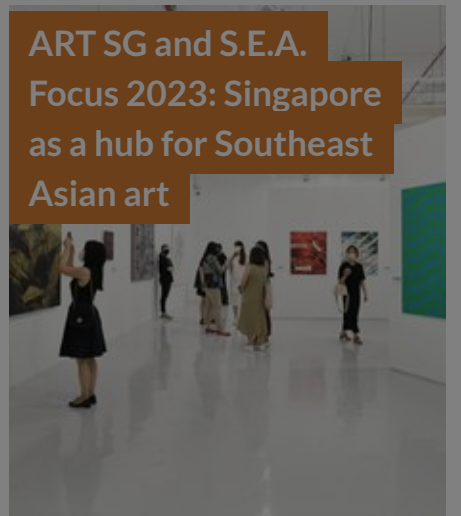 ART SG and S.E.A.
Focus 2023: Singapore
as a hub for Southeast
Asian art